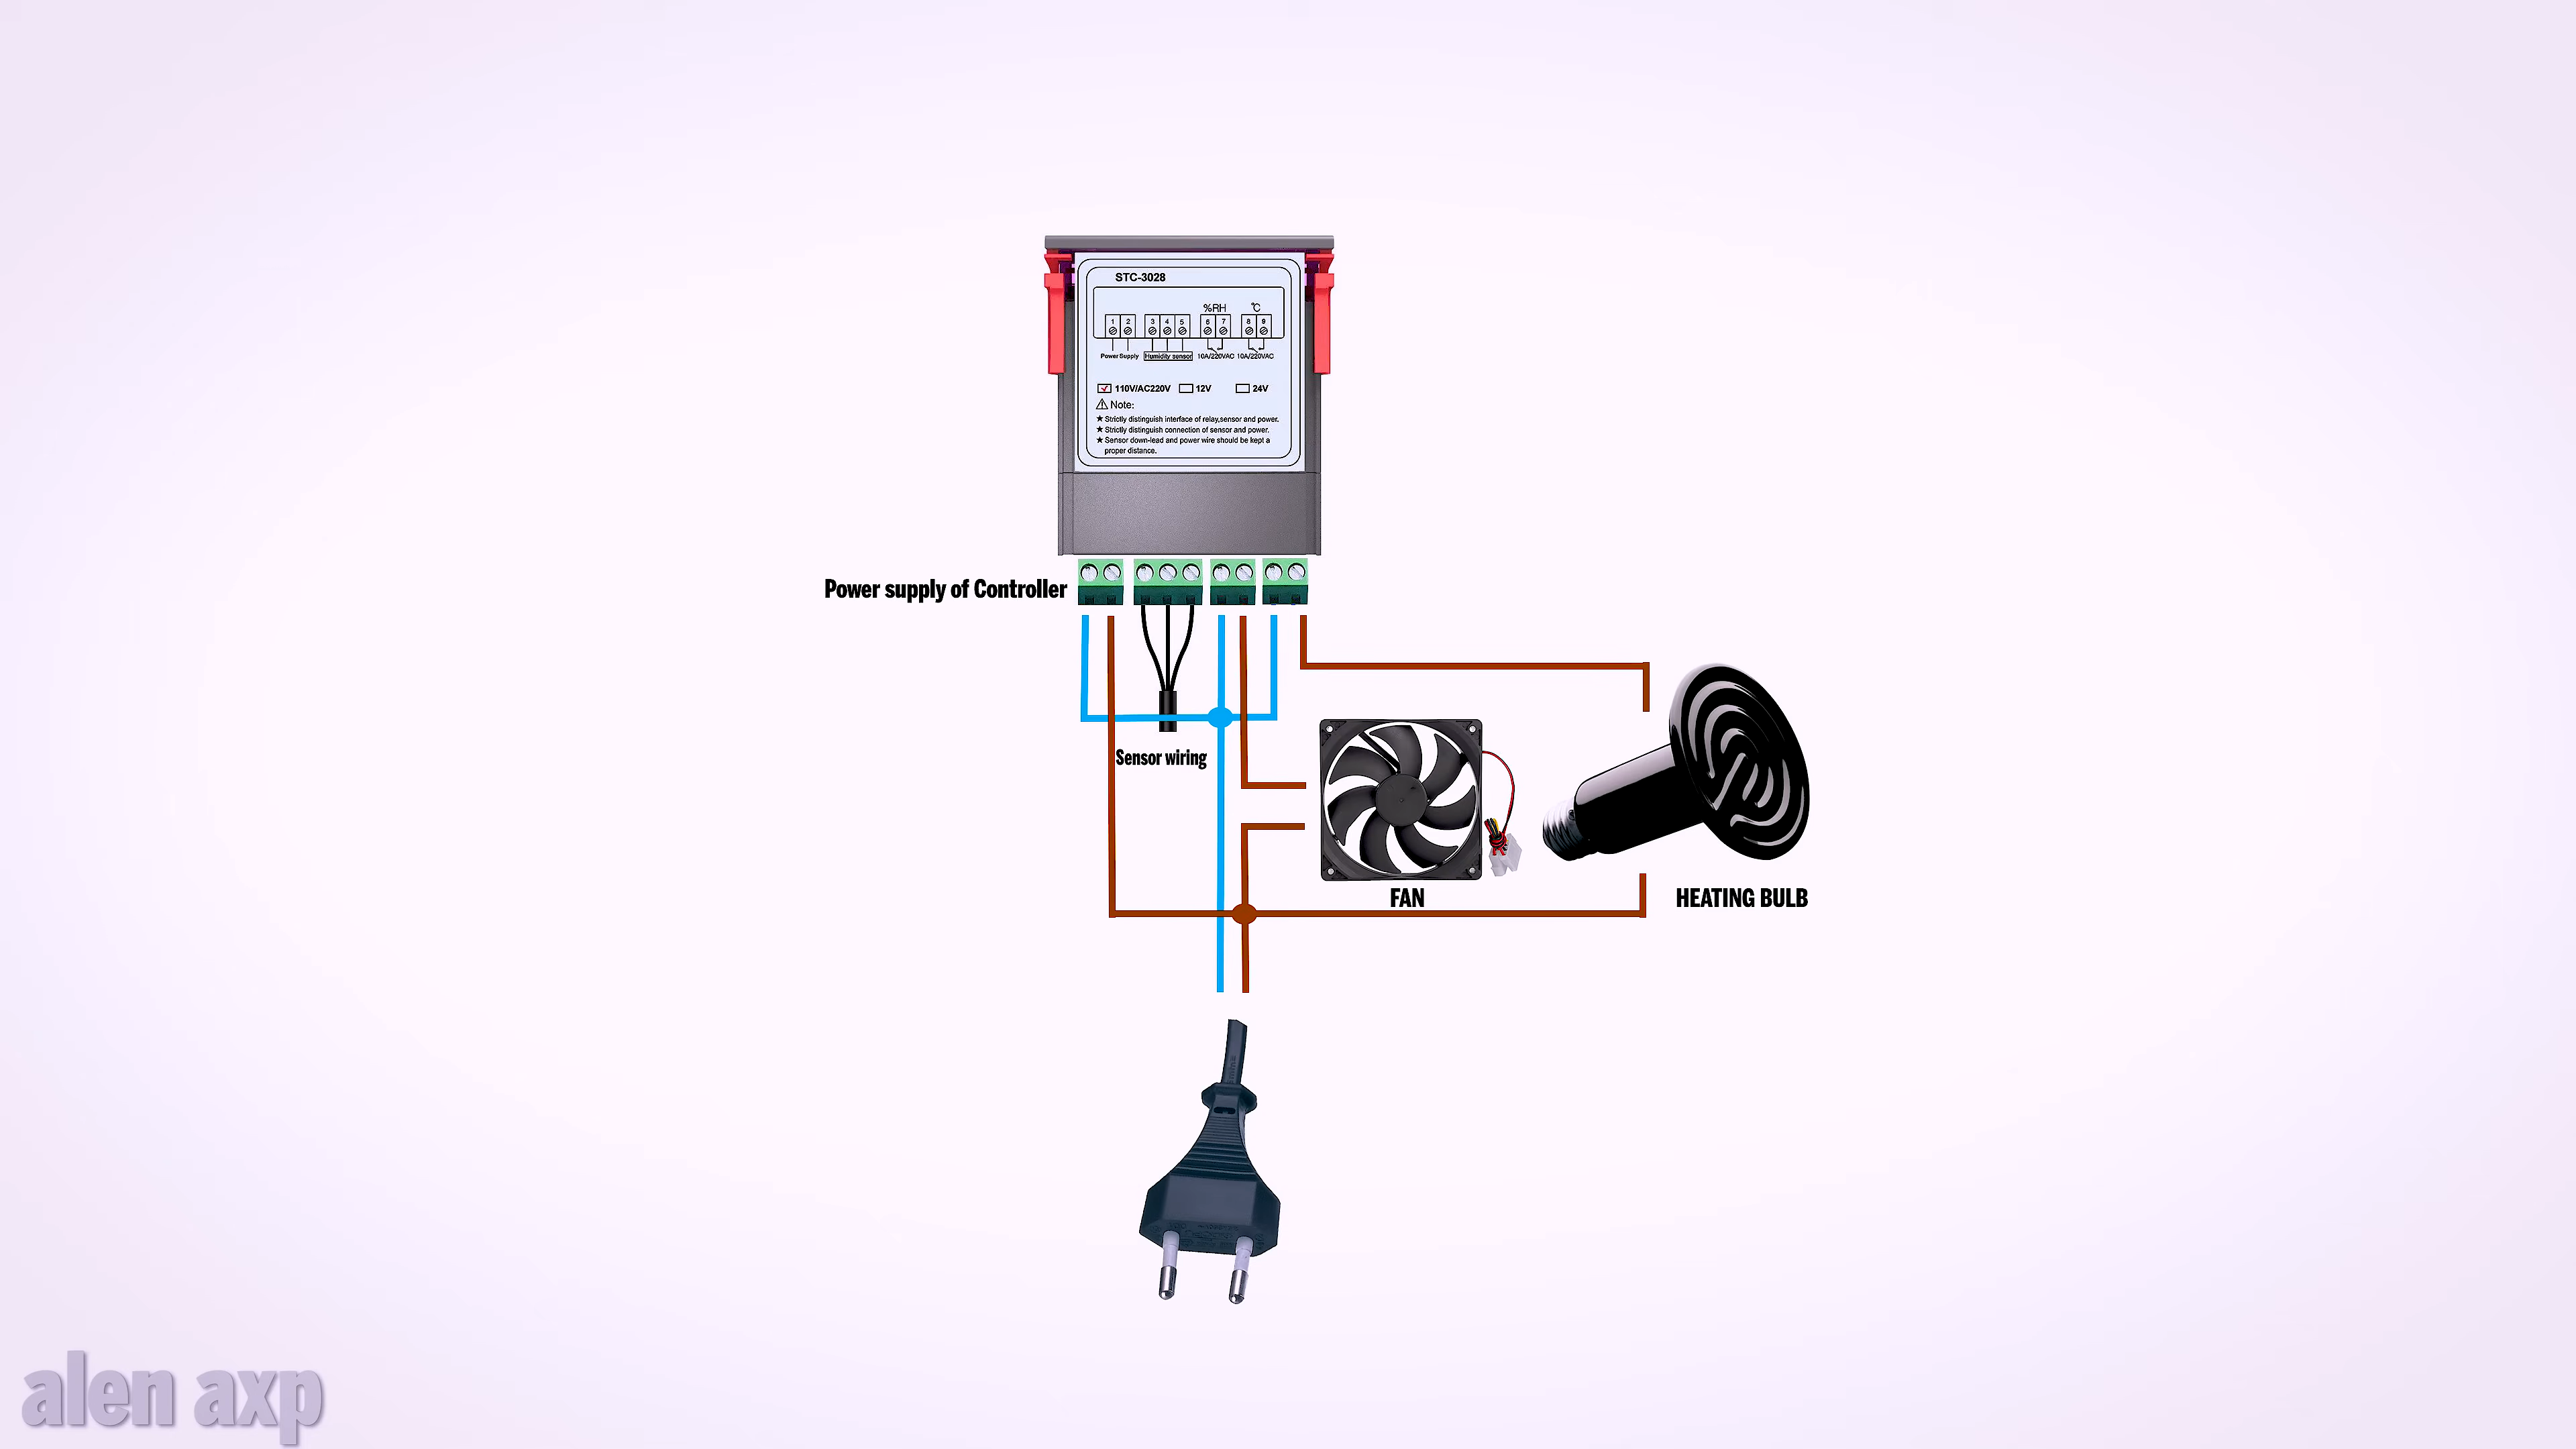 STC-3028
%RH ℃
1 2 3 4 5 6 7 8 9
Power Supply Humidity sensor 10A/220VAC 10A/220VAC
110V/AC220V 12V 24V
⚠ Note:
★ Strictly distinguish interface of relay,sensor and power.
★ Strictly distinguish connection of sensor and power.
★ Sensor down-lead and power wire should be kept a
proper distance.
Power supply of Controller
Sensor wiring
FAN
HEATING BULB
alen axp